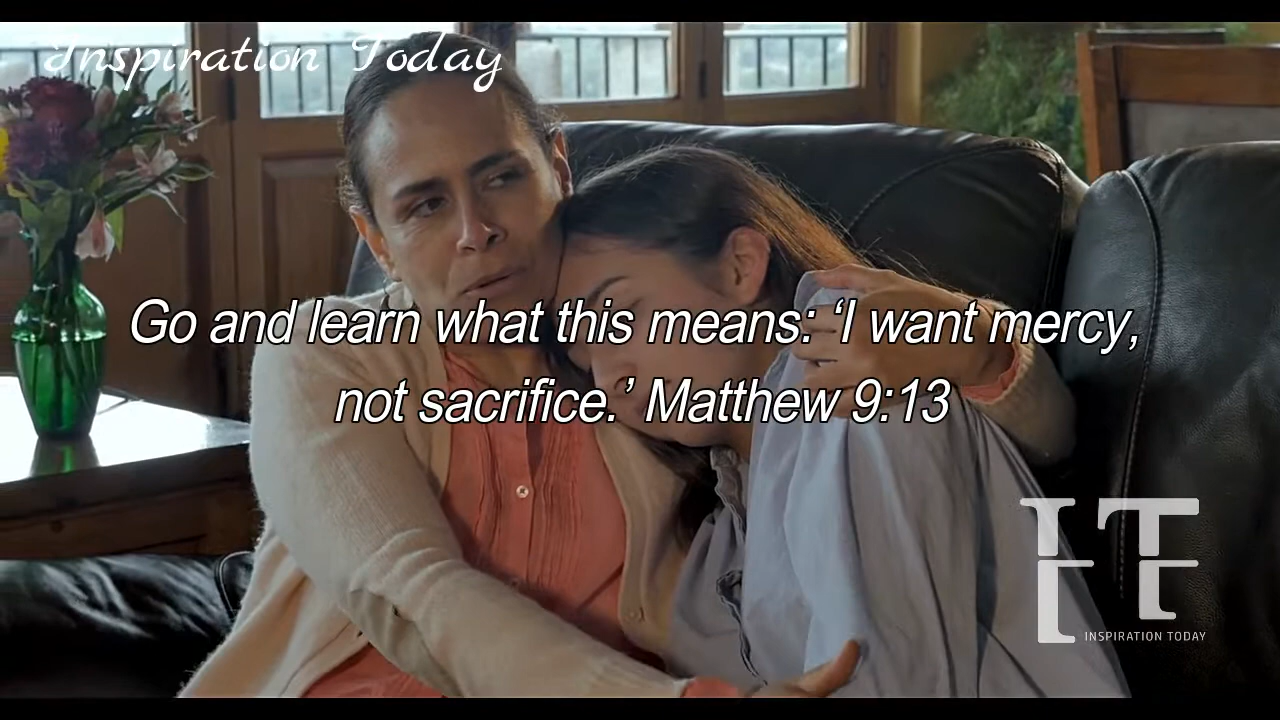 Inspiration Today
Go and learn what this means: ‘I want mercy,
not sacrifice.’ Matthew 9:13
INSPIRATION TODAY